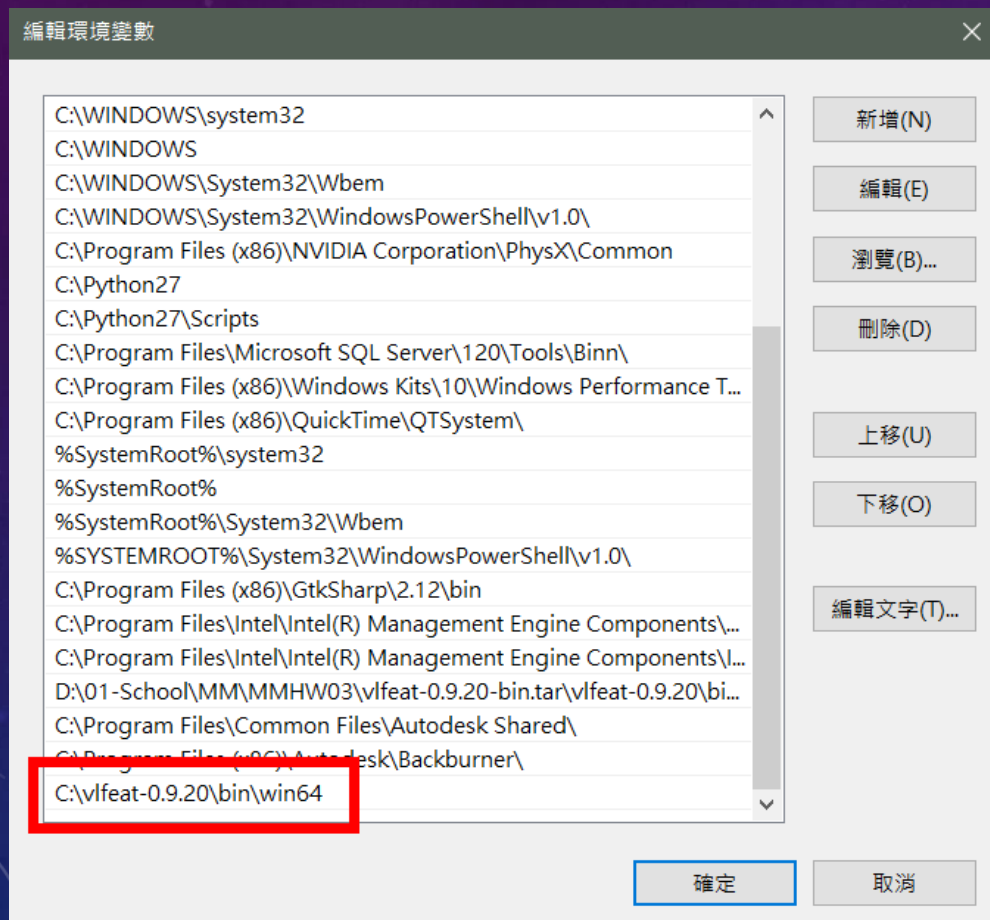 編輯環境變數
C:\WINDOWS\system32
C:\WINDOWS
C:\WINDOWS\System32\Wbem
C:\WINDOWS\System32\WindowsPowerShell\v1.0\
C:\Program Files (x86)\NVIDIA Corporation\PhysX\Common
C:\Python27
C:\Python27\Scripts
C:\Program Files\Microsoft SQL Server\120\Tools\Binn\
C:\Program Files (x86)\Windows Kits\10\Windows Performance T...
C:\Program Files (x86)\QuickTime\QTSystem\
%SystemRoot%\system32
%SystemRoot%
%SystemRoot%\System32\Wbem
%SYSTEMROOT%\System32\WindowsPowerShell\v1.0\
C:\Program Files (x86)\GtkSharp\2.12\bin
C:\Program Files\Intel\Intel(R) Management Engine Components\...
C:\Program Files\Intel\Intel(R) Management Engine Components\I...
D:\01-School\MM\MMHW03\vlfeat-0.9.20-bin.tar\vlfeat-0.9.20\bi...
C:\Program Files\Common Files\Autodesk Shared\
C:\Program Files (x86)\Autodesk\Backburner\
C:\vlfeat-0.9.20\bin\win64
新增(N)
編輯(E)
瀏覽(B)...
刪除(D)
上移(U)
下移(O)
編輯文字(T)...
確定
取消